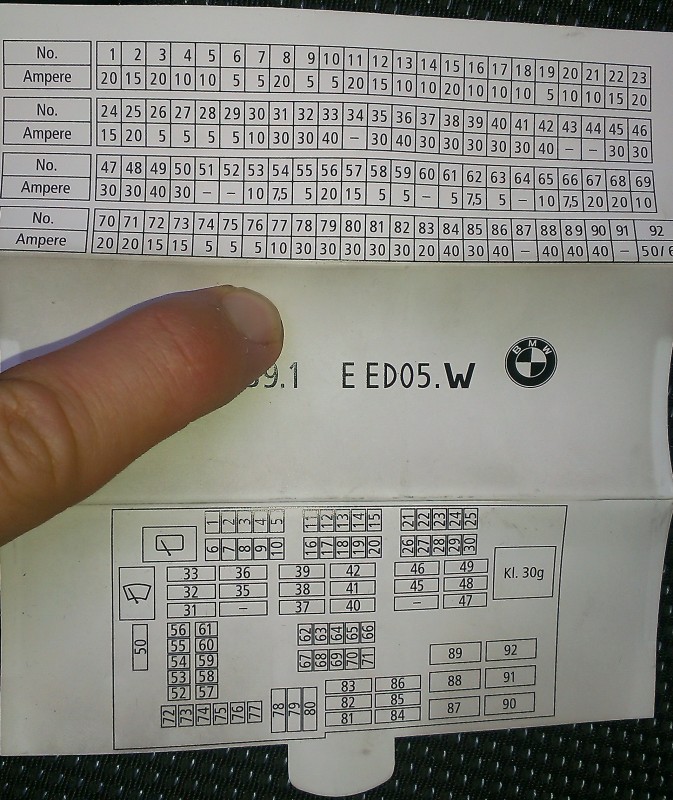 No. 1 2 3 4 5 6 7 8 9 10 11 12 13 14 15 16 17 18 19 20 21 22 23
Ampere 20 15 20 10 10 5 5 20 5 5 20 15 10 10 20 10 10 10 5 10 10 15 20
No. 24 25 26 27 28 29 30 31 32 33 34 35 36 37 38 39 40 41 42 43 44 45 46
Ampere 15 20 5 5 5 5 10 30 30 40 – 30 40 30 30 30 30 30 40 – – 30 30
No. 47 48 49 50 51 52 53 54 55 56 57 58 59 60 61 62 63 64 65 66 67 68 69
Ampere 30 30 40 30 – – 10 7,5 5 20 15 5 5 – 5 7,5 5 – 10 7,5 20 20 10
No. 70 71 72 73 74 75 76 77 78 79 80 81 82 83 84 85 86 87 88 89 90 91 92
Ampere 20 20 15 15 5 5 5 10 30 30 30 30 30 20 40 30 40 – 40 40 40 – 50/
9.1 E ED05.W BMW
1 2 3 4 5 11 12 13 14 15 21 22 23 24 25
6 7 8 9 10 16 17 18 19 20 26 27 28 29 30
33 36 39 42 46 49 Kl. 30g
32 35 38 41 45 48
31 – 37 40 – 47
50 56 61 62 63 64 65 66
55 60
54 59 67 68 69 70 71 89 92
53 58
52 57 83 86 88 91
72 73 74 75 76 77 78 79 80 82 85
81 84 87 90